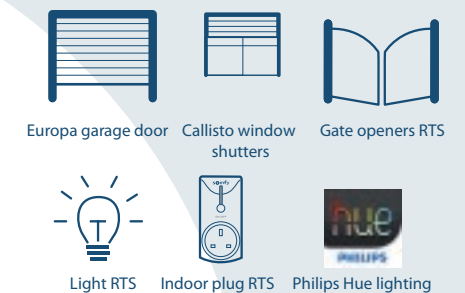 Europa garage door Callisto window Gate openers RTS
shutters
somfy
hue
PHILIPS
Light RTS Indoor plug RTS Philips Hue lighting